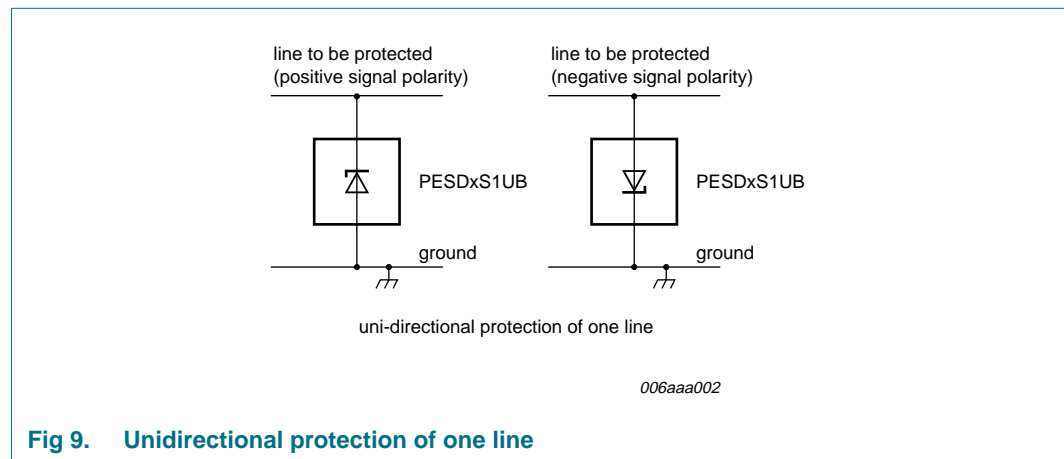 line to be protected
(positive signal polarity)
PESDxS1UB
ground
line to be protected
(negative signal polarity)
PESDxS1UB
ground
uni-directional protection of one line
006aaa002
Fig 9. Unidirectional protection of one line